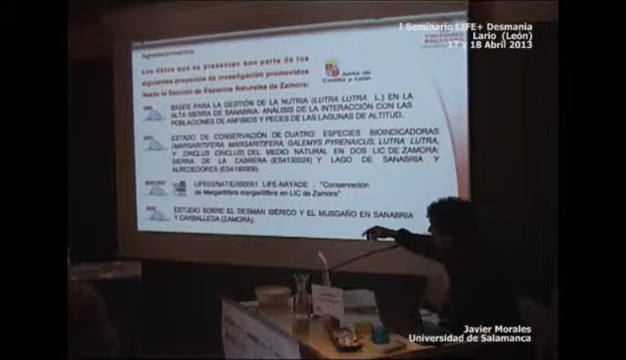 I Seminario LIFE+ Desmania
Lario (León)
17 y 18 Abril 2013
Agradecimientos
Los datos que se presentan son parte de los
siguientes proyectos de investigación promovidos
desde la Sección de Espacios Naturales de Zamora:
Junta de
Castilla y León
BASES PARA LA GESTIÓN DE LA NUTRIA (LUTRA LUTRA L.) EN LA
ALTA SIERRA DE SANABRIA. ANÁLISIS DE LA INTERACCIÓN CON LAS
POBLACIONES DE ANFIBIOS Y PECES DE LAS LAGUNAS DE ALTITUD.
ESTADO DE CONSERVACIÓN DE CUATRO ESPECIES BIOINDICADORAS
(MARGARITIFERA MARGARITIFERA, GALEMYS PYRENAICUS, LUTRA LUTRA,
Y CINCLUS CINCLUS) DEL MEDIO NATURAL EN DOS LIC DE ZAMORA:
SIERRA DE LA CABRERA (ES4130024) Y LAGO DE SANABRIA Y
ALREDEDORES (ES4190009)
LIFE03/NAT/E/000051 LIFE-NÁYADE . "Conservación
de Margaritifera margaritifera en LIC de Zamora"
ESTUDIO SOBRE EL DESMAN IBÉRICO Y EL MUSGAÑO EN SANABRIA
Y CARBALLEDA (ZAMORA).
Javier Morales
Universidad de Salamanca